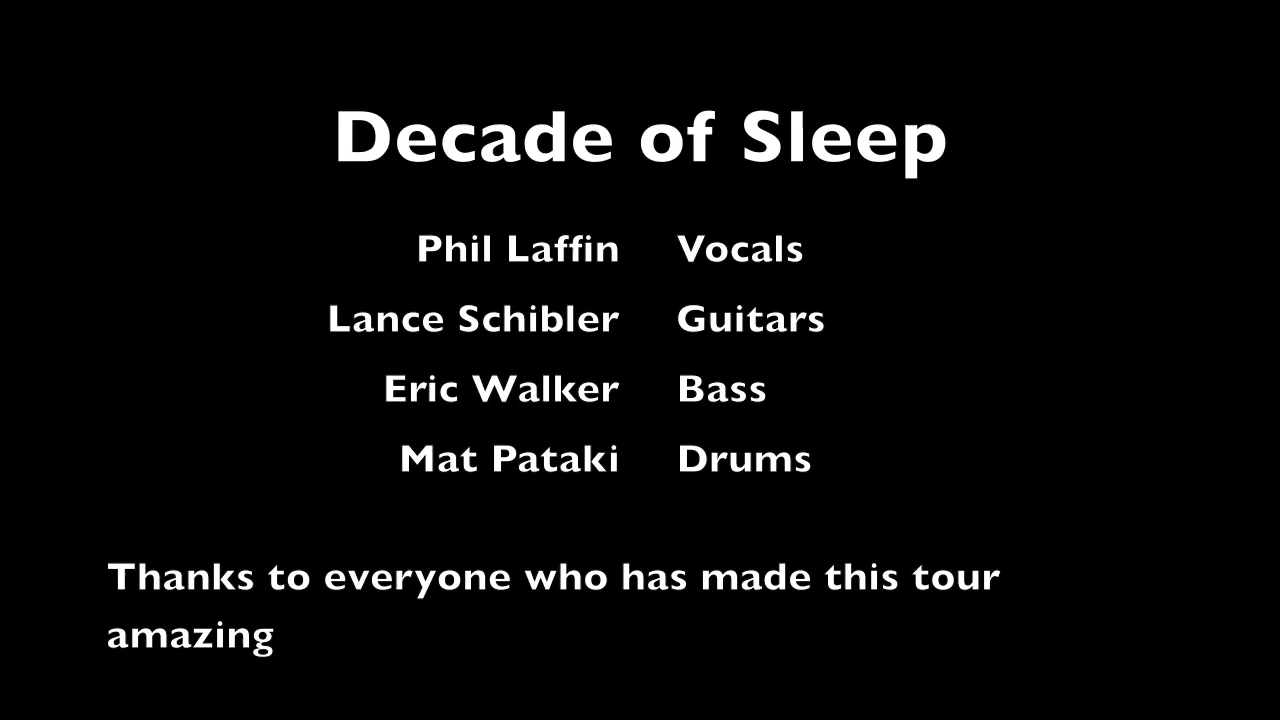 Decade of Sleep
Phil Laffin Vocals
Lance Schibler Guitars
Eric Walker Bass
Mat Pataki Drums
Thanks to everyone who has made this tour
amazing